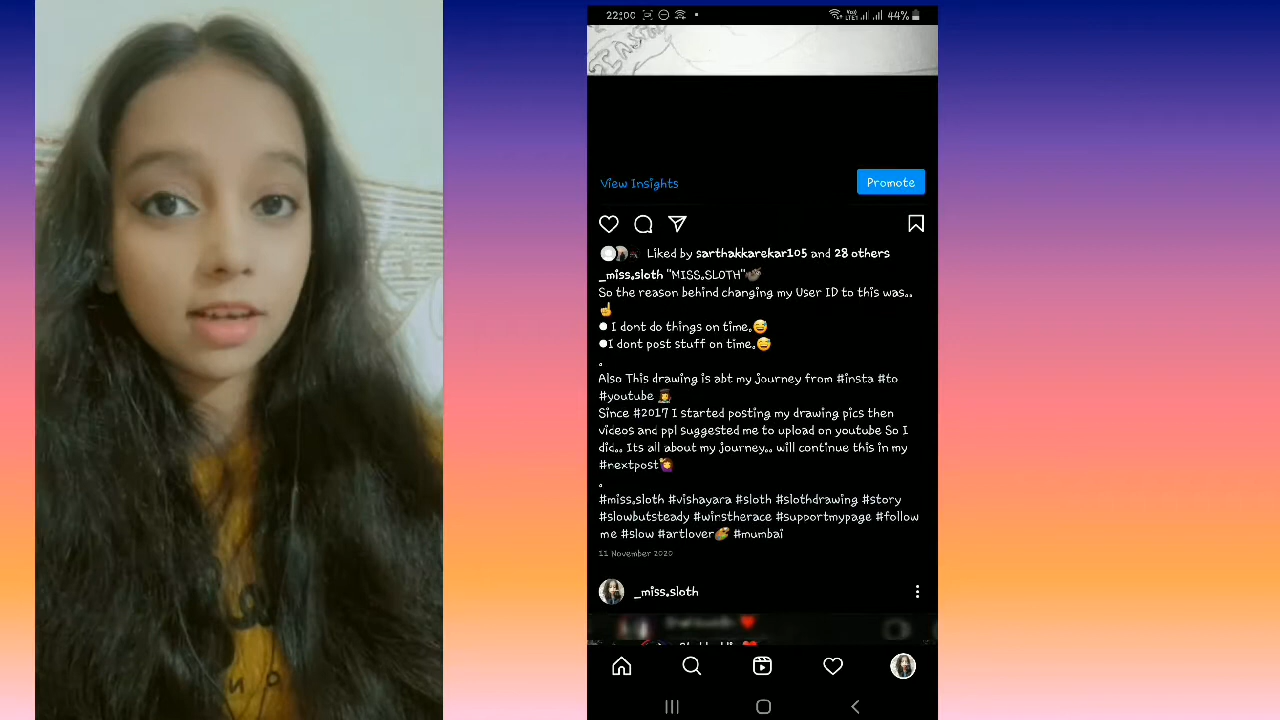 22:00 44%
View Insights
Promote
Liked by sarthakkarekar105 and 28 others
_miss.sloth "MISS.SLOTH"🦥
So the reason behind changing my User ID to this was..
☝️
● I dont do things on time.😅
●I dont post stuff on time.😅
.
Also This drawing is abt my journey from #insta #to
#youtube 👩‍🎓
Since #2017 I started posting my drawing pics then
videos and ppl suggested me to upload on youtube So I
did.. Its all about my journey.. will continue this in my
#nextpost🙋‍♀️
.
#miss.sloth #vishayara #sloth #slothdrawing #story
#slowbutsteady #winstherace #supportmypage #follow
me #slow #artlover🎨 #mumbai
11 November 2020
_miss.sloth